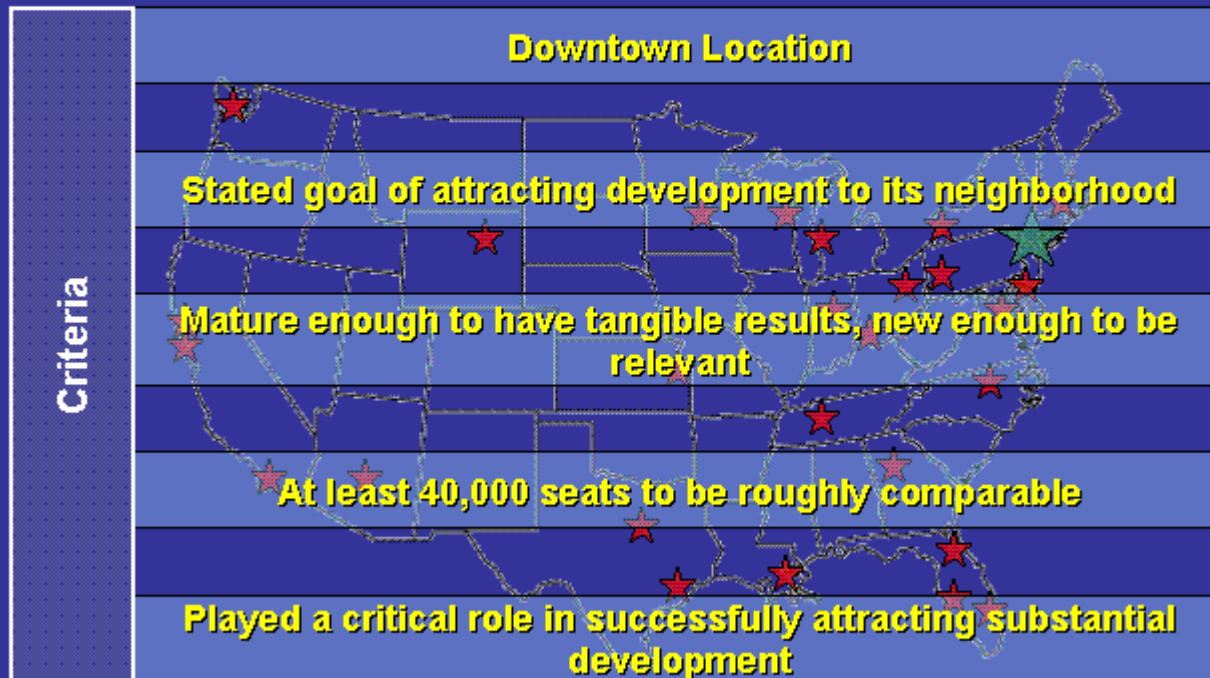 Criteria
Downtown Location
Stated goal of attracting development to its neighborhood
Mature enough to have tangible results, new enough to be
relevant
At least 40,000 seats to be roughly comparable
Played a critical role in successfully attracting substantial
development